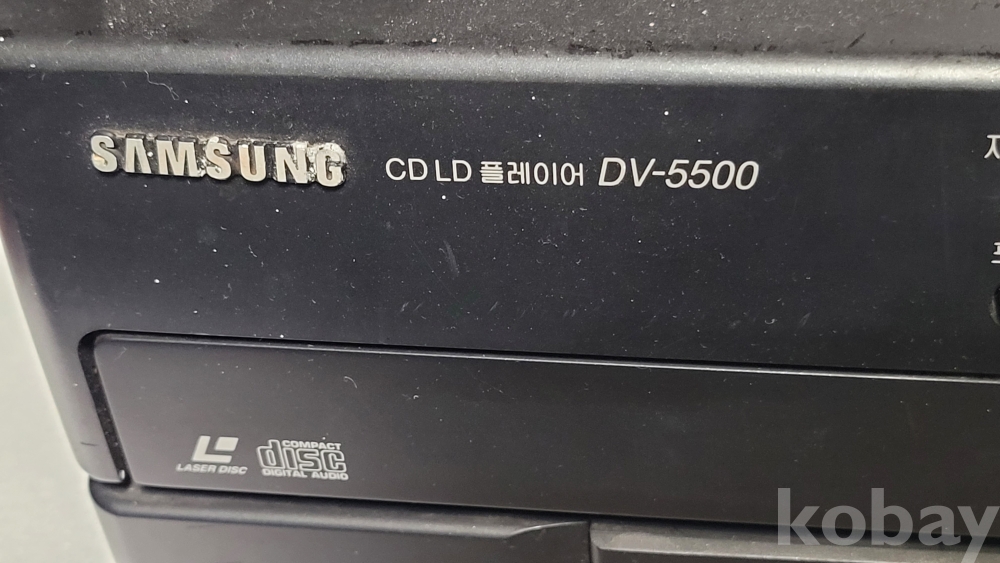 SAMSUNG CD LD 플레이어 DV-5500
LASER DISC
COMPACT
disc
DIGITAL AUDIO
kobay